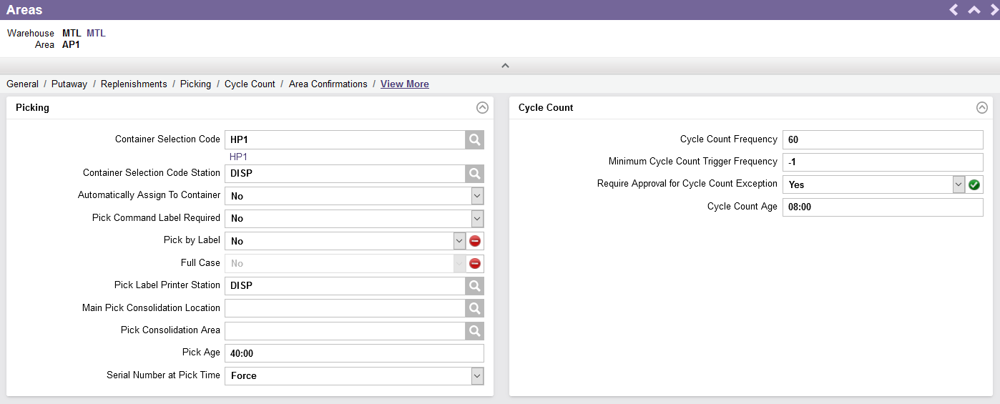 Areas
Warehouse MTL MTL
Area AP1
General / Putaway / Replenishments / Picking / Cycle Count / Area Confirmations / View More
Picking
Container Selection Code HP1
HP1
Container Selection Code Station DISP
Automatically Assign To Container No
Pick Command Label Required No
Pick by Label No
Full Case No
Pick Label Printer Station DISP
Main Pick Consolidation Location
Pick Consolidation Area
Pick Age 40:00
Serial Number at Pick Time Force
Cycle Count
Cycle Count Frequency 60
Minimum Cycle Count Trigger Frequency -1
Require Approval for Cycle Count Exception Yes
Cycle Count Age 08:00